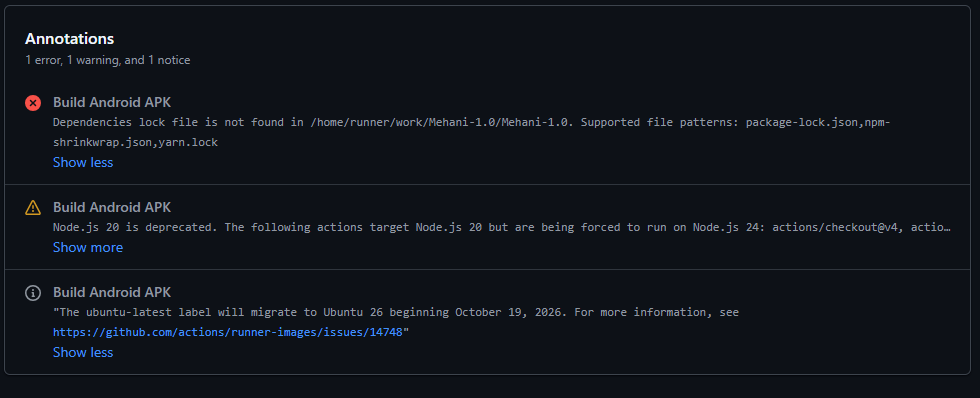 Annotations
1 error, 1 warning, and 1 notice
Build Android APK
Dependencies lock file is not found in /home/runner/work/Mehani-1.0/Mehani-1.0. Supported file patterns: package-lock.json,npm-
shrinkwrap.json,yarn.lock
Show less
Build Android APK
Node.js 20 is deprecated. The following actions target Node.js 20 but are being forced to run on Node.js 24: actions/checkout@v4, actio…
Show more
Build Android APK
"The ubuntu-latest label will migrate to Ubuntu 26 beginning October 19, 2026. For more information, see
https://github.com/actions/runner-images/issues/14748"
Show less